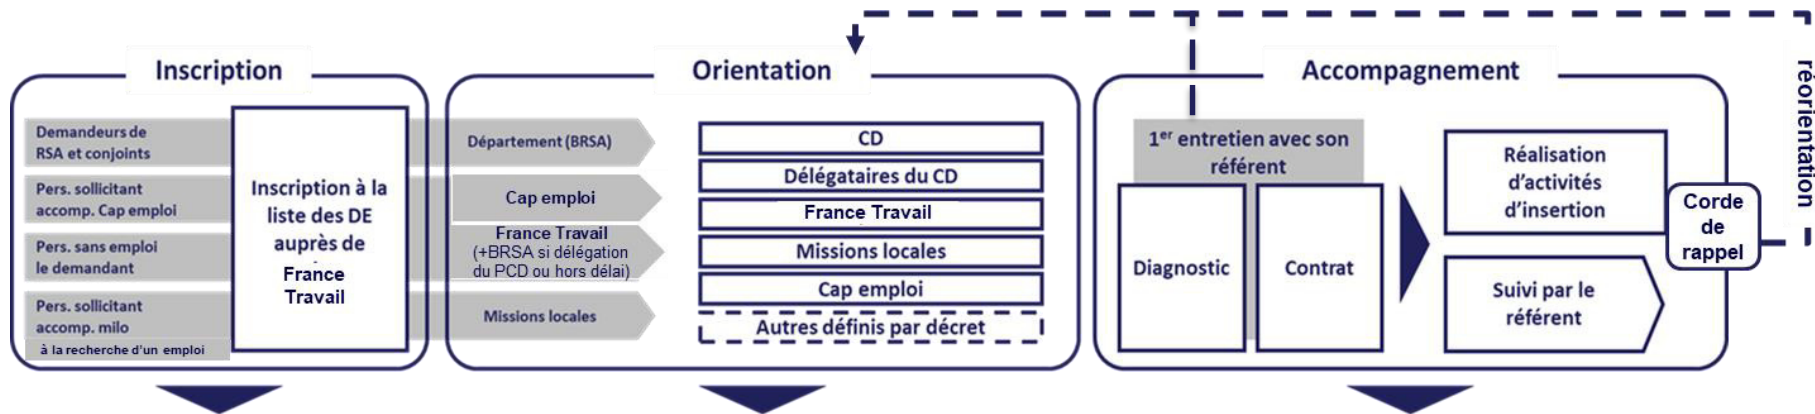 Inscription
Demandeurs de
RSA et conjoints
Pers. sollicitant
accomp. Cap emploi
Pers. sans emploi
le demandant
Pers. sollicitant
accomp. milo
à la recherche d'un emploi
Inscription à la
liste des DE
auprès de
France
Travail
Orientation
Département (BRSA)
Cap emploi
France Travail
(+BRSA si délégation
du PCD ou hors délai)
Missions locales
CD
Délégataires du CD
France Travail
Missions locales
Cap emploi
Autres définis par décret
Accompagnement
1er entretien avec son
référent
Diagnostic
Contrat
Réalisation
d'activités
d'insertion
Suivi par le
référent
Corde
de
rappel
réorientation